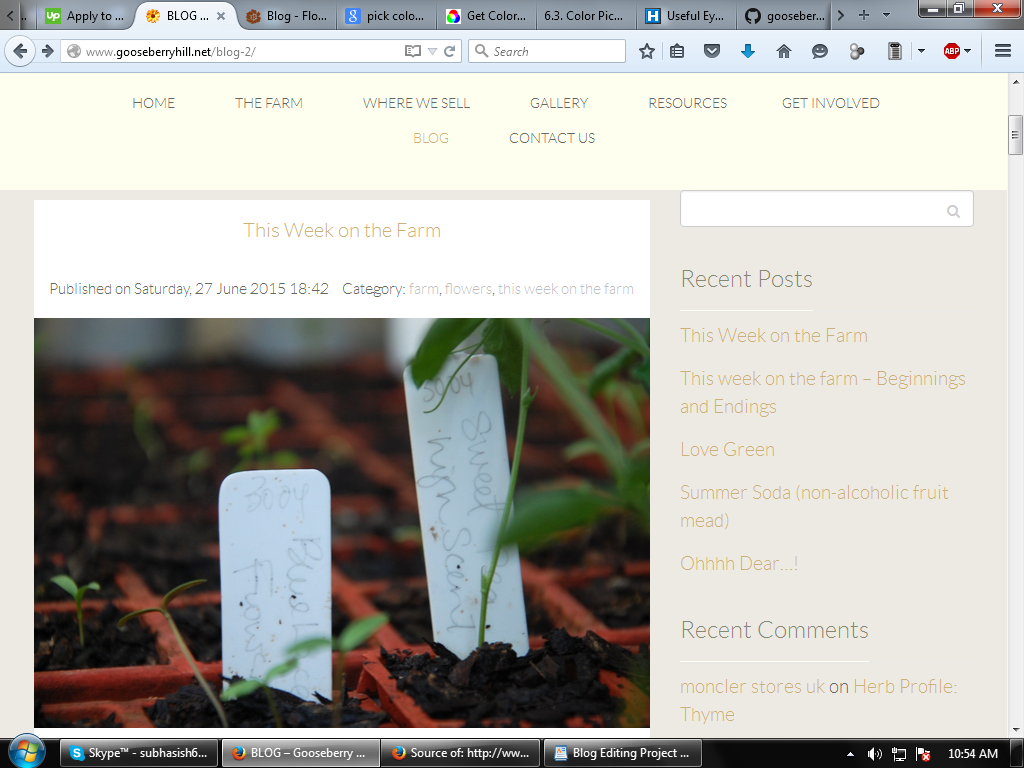 Apply to ...
BLOG ...
Blog - Flo...
pick colo...
Get Color...
6.3. Color Pic...
Useful Ey...
gooseber...
www.gooseberryhill.net/blog-2/
Search
ABP
HOME THE FARM WHERE WE SELL GALLERY RESOURCES GET INVOLVED
BLOG CONTACT US
This Week on the Farm
Published on Saturday, 27 June 2015 18:42 Category: farm, flowers, this week on the farm
3004
Sweet
High Scent
3004
Blue
Recent Posts
This Week on the Farm
This week on the farm – Beginnings
and Endings
Love Green
Summer Soda (non-alcoholic fruit
mead)
Ohhhh Dear...!
Recent Comments
moncler stores uk on Herb Profile:
Thyme
Skype™ - subhasish6...
BLOG – Gooseberry ...
Source of: http://ww...
Blog Editing Project ...
10:54 AM